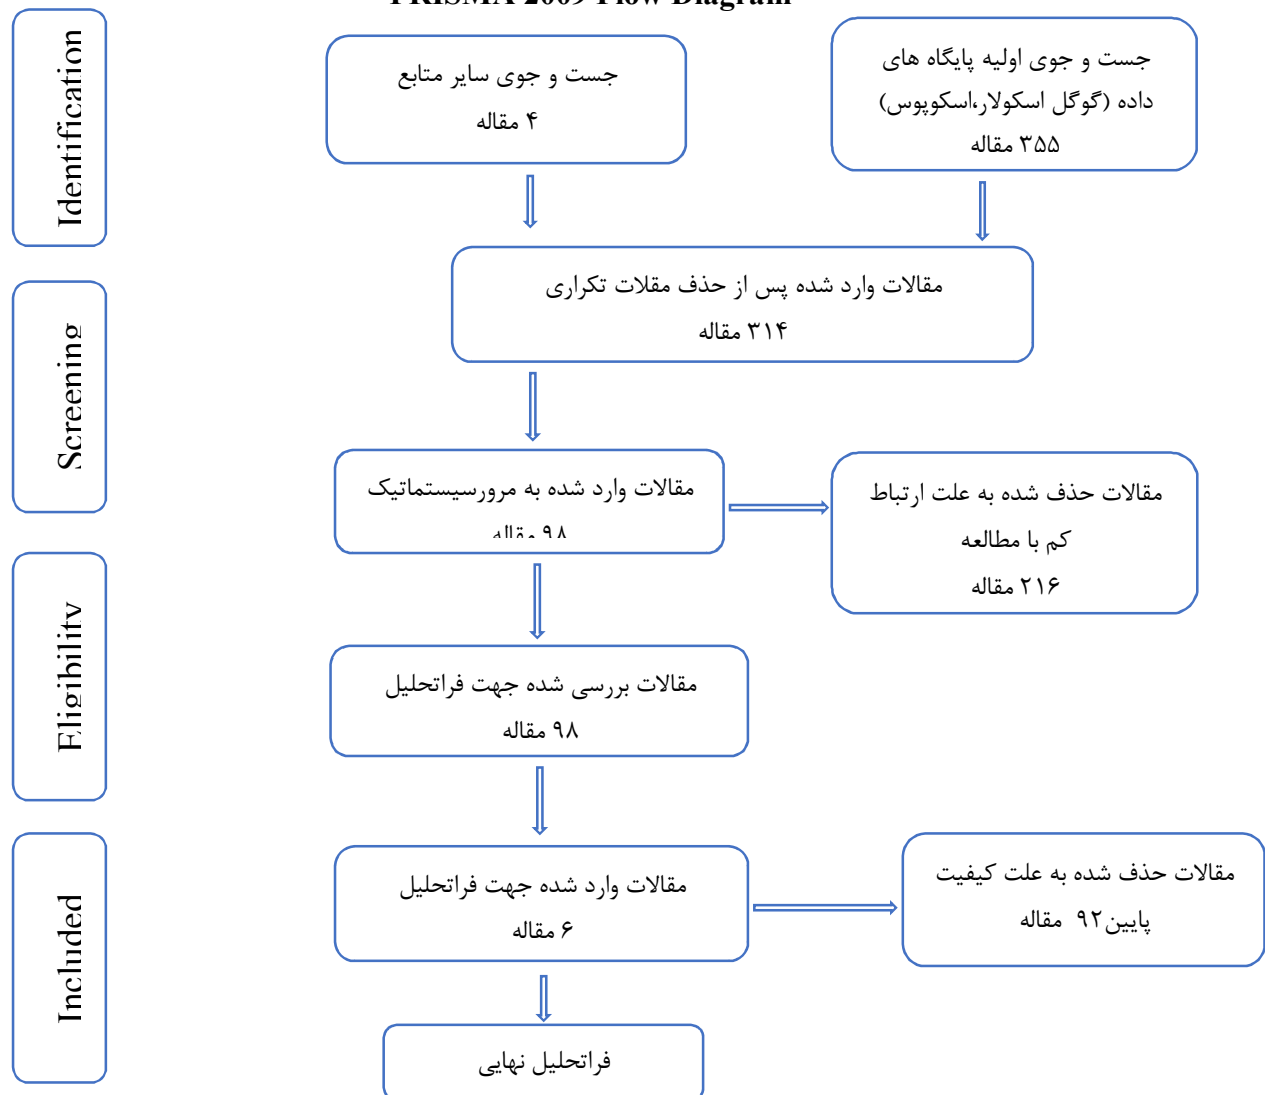 PRISMA 2009 Flow Diagram
Identification
جست و جوی اولیه پایگاه های
داده (گوگل اسکولار،اسکوپوس)
۳۵۵ مقاله
جست و جوی سایر متابع
۴ مقاله
مقالات وارد شده پس از حذف مقلات تکراری
۳۱۴ مقاله
Screening
مقالات وارد شده به مرورسیستماتیک
۹۸ مقاله
مقالات حذف شده به علت ارتباط
کم با مطالعه
۲۱۶ مقاله
Eligibility
مقالات بررسی شده جهت فراتحلیل
۹۸ مقاله
Included
مقالات وارد شده جهت فراتحلیل
۶ مقاله
مقالات حذف شده به علت کیفیت
پایین۹۲ مقاله
فراتحلیل نهایی